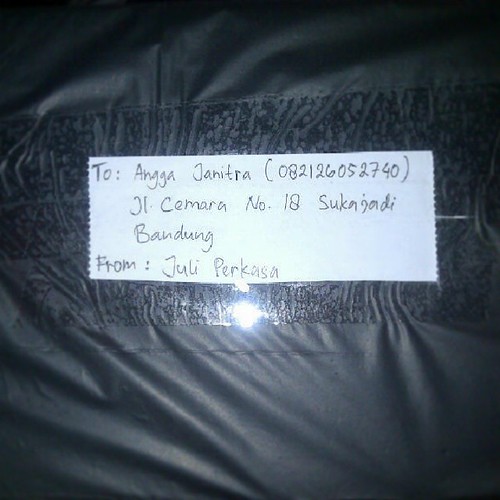 To: Angga Janitra (082126052740)
Jl. Cemara No. 18 Sukajadi
Bandung
From: Juli Perkasa